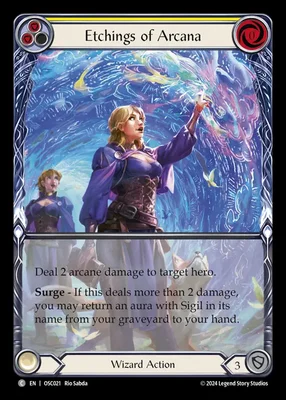 Etchings of Arcana
Deal 2 arcane damage to target hero.
Surge - If this deals more than 2 damage,
you may return an aura with Sigil in its
name from your graveyard to your hand.
Wizard Action
3
C EN | OSC021 Rio Sabda
© 2024 Legend Story Studios